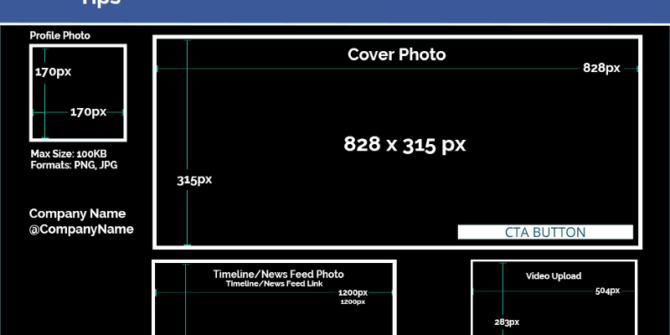 Tips
Profile Photo
170px
170px
Max Size: 100KB
Formats: PNG, JPG
Company Name
@CompanyName
Cover Photo
828px
828 x 315 px
315px
CTA BUTTON
Timeline/News Feed Photo
Timeline/News Feed Link
1200px
1200px
Video Upload
504px
283px